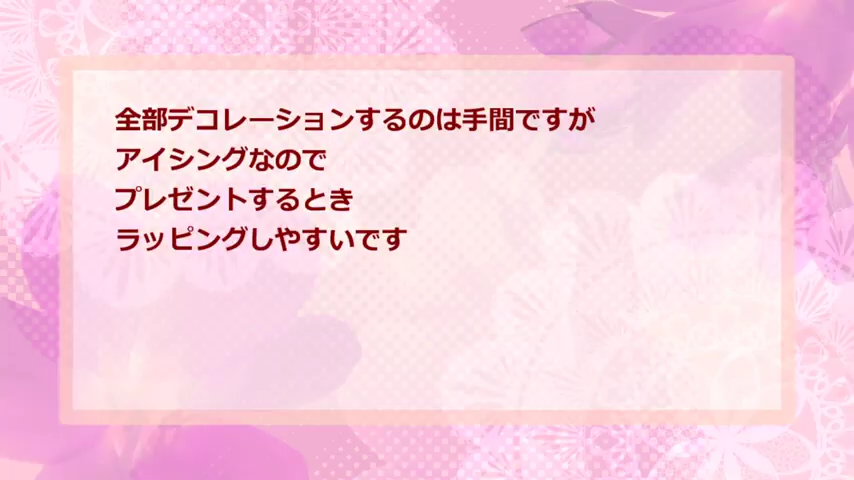 全部デコレーションするのは手間ですが
アイシングなので
プレゼントするとき
ラッピングしやすいです